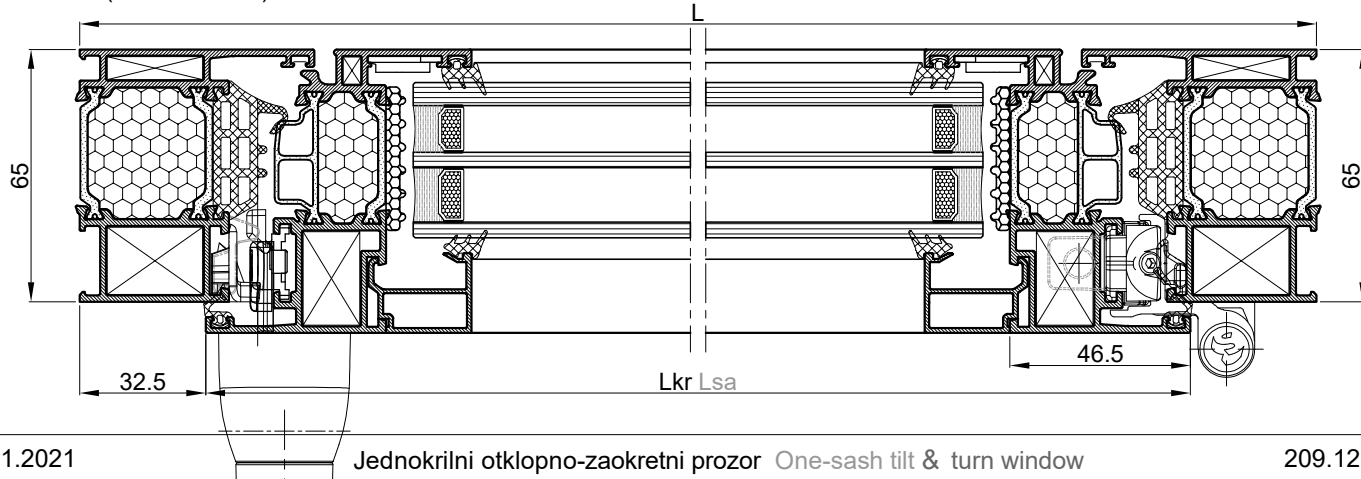 L
65
65
32.5
46.5
Lkr Lsa
1.2021
Jednokrilni otklopno-zaokretni prozor One-sash tilt & turn window
209.12